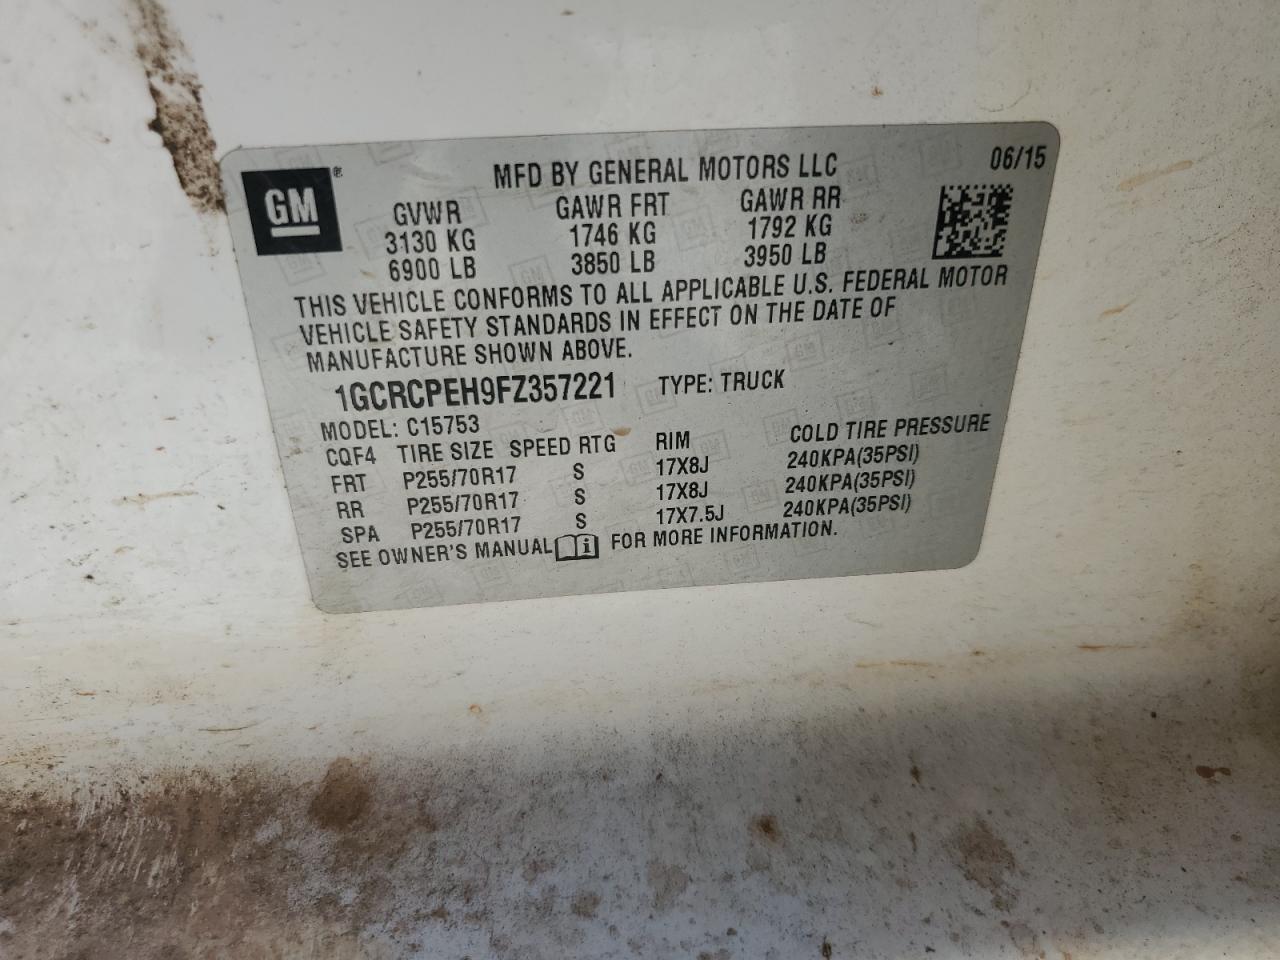 GM®
MFD BY GENERAL MOTORS LLC 06/15
GVWR GAWR FRT GAWR RR
3130 KG 1746 KG 1792 KG
6900 LB 3850 LB 3950 LB
THIS VEHICLE CONFORMS TO ALL APPLICABLE U.S. FEDERAL MOTOR
VEHICLE SAFETY STANDARDS IN EFFECT ON THE DATE OF
MANUFACTURE SHOWN ABOVE.
1GCRCPEH9FZ357221 TYPE: TRUCK
MODEL: C15753
CQF4 TIRE SIZE SPEED RTG RIM COLD TIRE PRESSURE
FRT P255/70R17 S 17X8J 240KPA(35PSI)
RR P255/70R17 S 17X8J 240KPA(35PSI)
SPA P255/70R17 S 17X7.5J 240KPA(35PSI)
SEE OWNER'S MANUAL i FOR MORE INFORMATION.